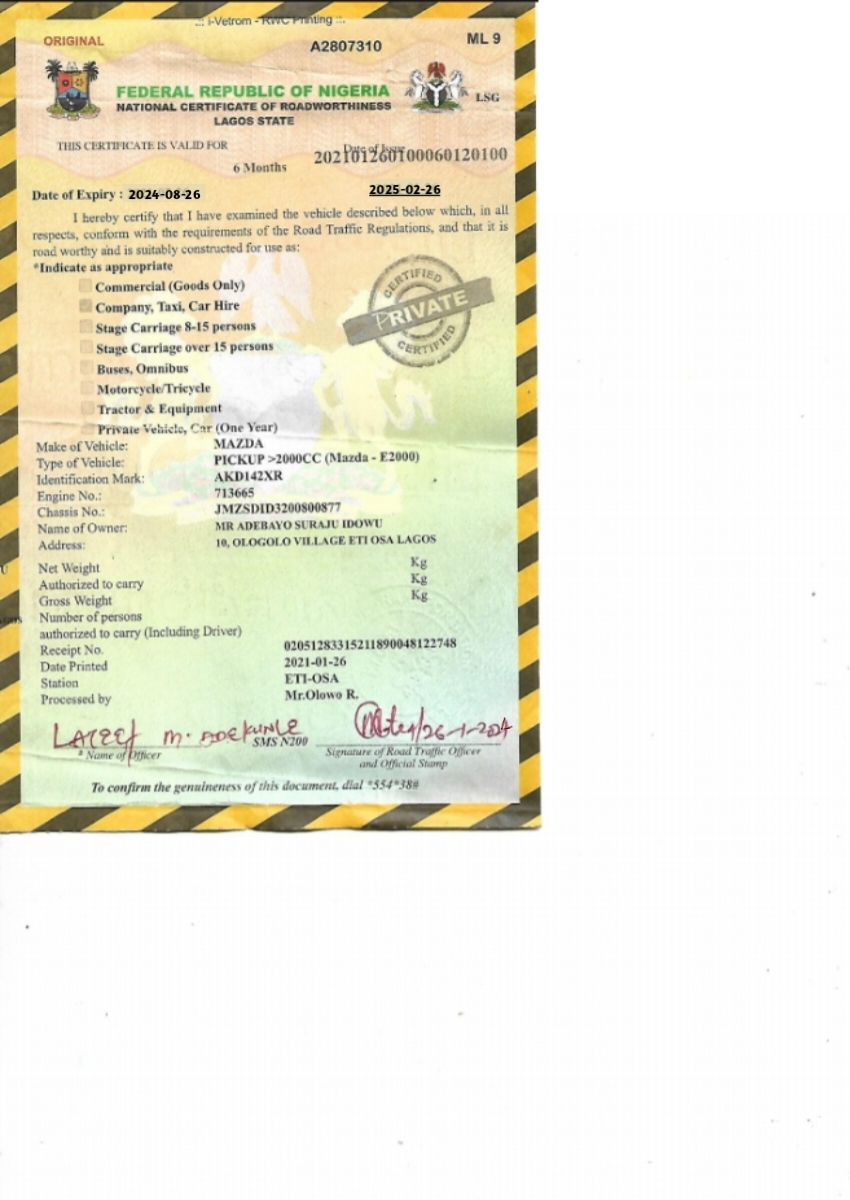 ..:: i-Vetrom - RWC Printing ::.
ORIGINAL
A2807310
ML 9
FEDERAL REPUBLIC OF NIGERIA
NATIONAL CERTIFICATE OF ROADWORTHINESS
LAGOS STATE
LSG
THIS CERTIFICATE IS VALID FOR
Date of Issue
20210126010006012​0100
6 Months
Date of Expiry : 2024-08-26
2025-02-26
I hereby certify that I have examined the vehicle described below which, in all
respects, conform with the requirements of the Road Traffic Regulations, and that it is
road worthy and is suitably constructed for use as:
*Indicate as appropriate
Commercial (Goods Only)
Company, Taxi, Car Hire
Stage Carriage 8-15 persons
Stage Carriage over 15 persons
Buses, Omnibus
Motorcycle/Tricycle
Tractor & Equipment
Private Vehicle, Car (One Year)
CERTIFIED
PRIVATE
CERTIFIED
Make of Vehicle: MAZDA
Type of Vehicle: PICKUP >2000CC (Mazda - E2000)
Identification Mark: AKD142XR
Engine No.: 713665
Chassis No.: JMZSDID3200800877
Name of Owner: MR ADEBAYO SURAJU IDOWU
Address: 10, OLOGOLO VILLAGE ETI OSA LAGOS
Net Weight Kg
Authorized to carry Kg
Gross Weight Kg
Number of persons
authorized to carry (Including Driver)
Receipt No. 02051283315211890048122748
Date Printed 2021-01-26
Station ETI-OSA
Processed by Mr.Olowo R.
LATEEF M. ADEKUNLE
SMS N200
* Name of Officer
Signature of Road Traffic Officer
and Official Stamp
To confirm the genuineness of this document, dial *554*38#